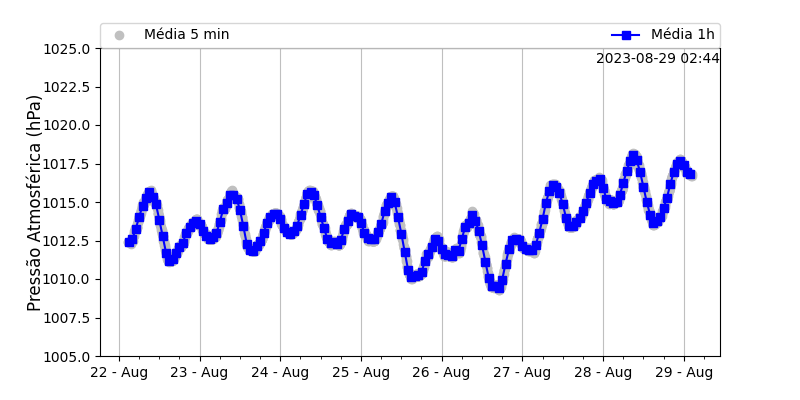 Média 5 min
Média 1h
2023-08-29 02:44
Pressão Atmosférica (hPa)
1025.0
1022.5
1020.0
1017.5
1015.0
1012.5
1010.0
1007.5
1005.0
22 - Aug
23 - Aug
24 - Aug
25 - Aug
26 - Aug
27 - Aug
28 - Aug
29 - Aug